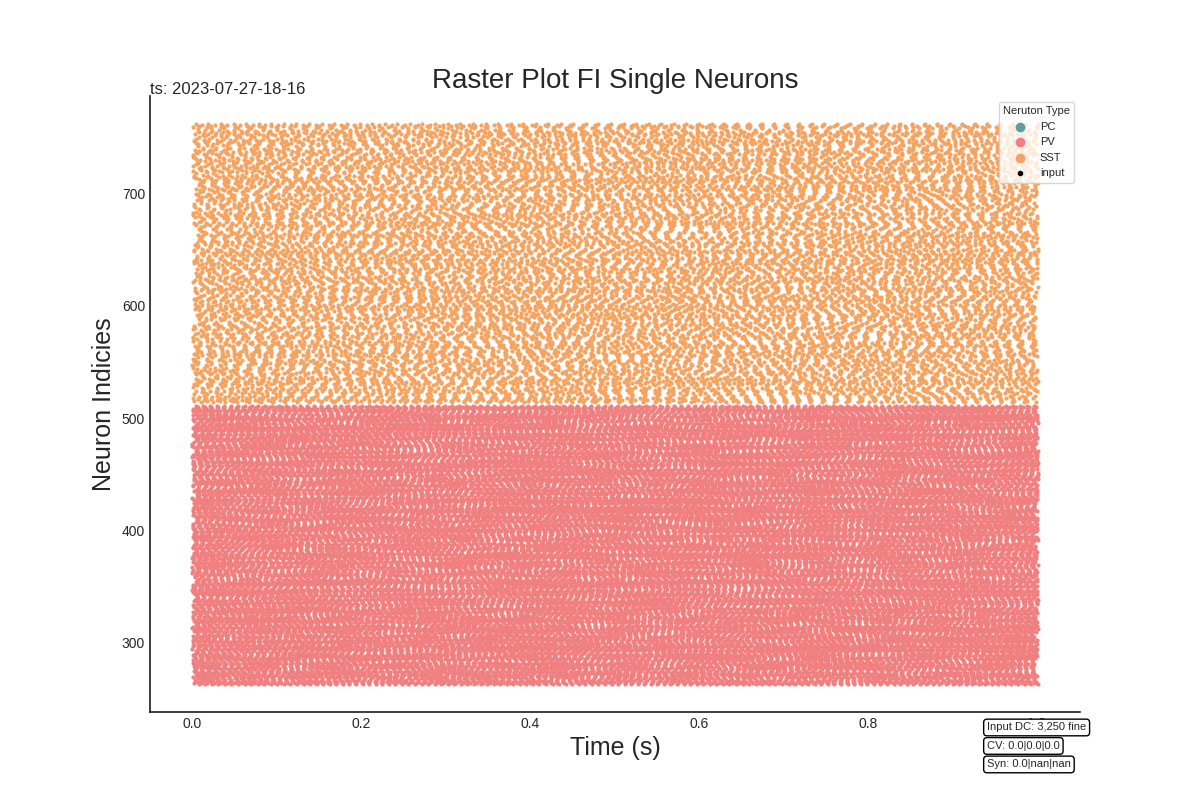 Raster Plot FI Single Neurons
ts: 2023-07-27-18-16
Neruton Type
PC
PV
SST
input
700
600
500
400
300
Neuron Indicies
0.0 0.2 0.4 0.6 0.8
Time (s)
Input DC: 3,250 fine
CV: 0.0|0.0|0.0
Syn: 0.0|nan|nan